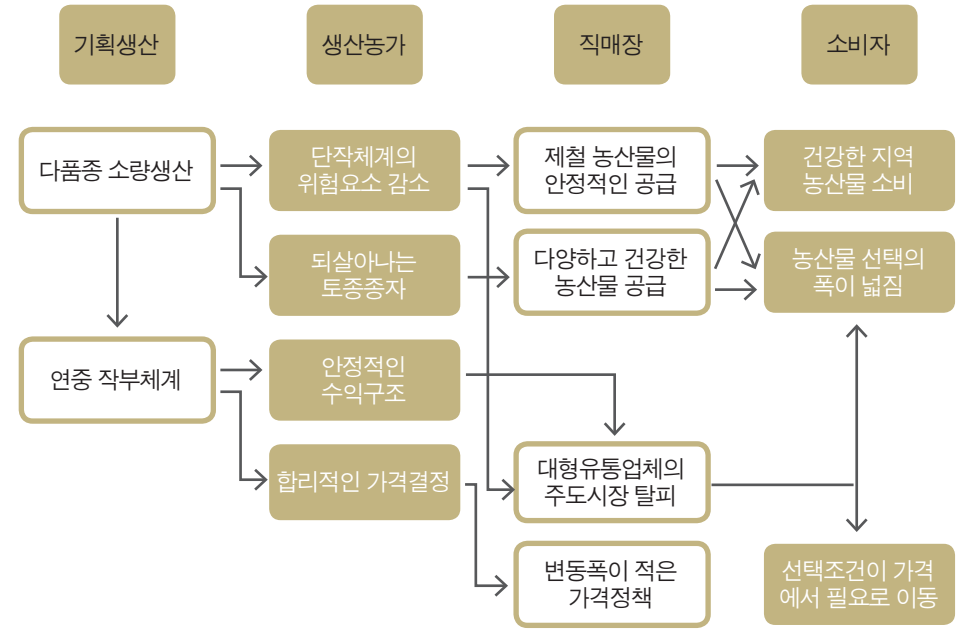 기획생산
생산농가
직매장
소비자
다품종 소량생산
단작체계의
위험요소 감소
제철 농산물의
안정적인 공급
건강한 지역
농산물 소비
되살아나는
토종종자
다양하고 건강한
농산물 공급
농산물 선택의
폭이 넓짐
연중 작부체계
안정적인
수익구조
합리적인 가격결정
대형유통업체의
주도시장 탈피
변동폭이 적은
가격정책
선택조건이 가격
에서 필요로 이동